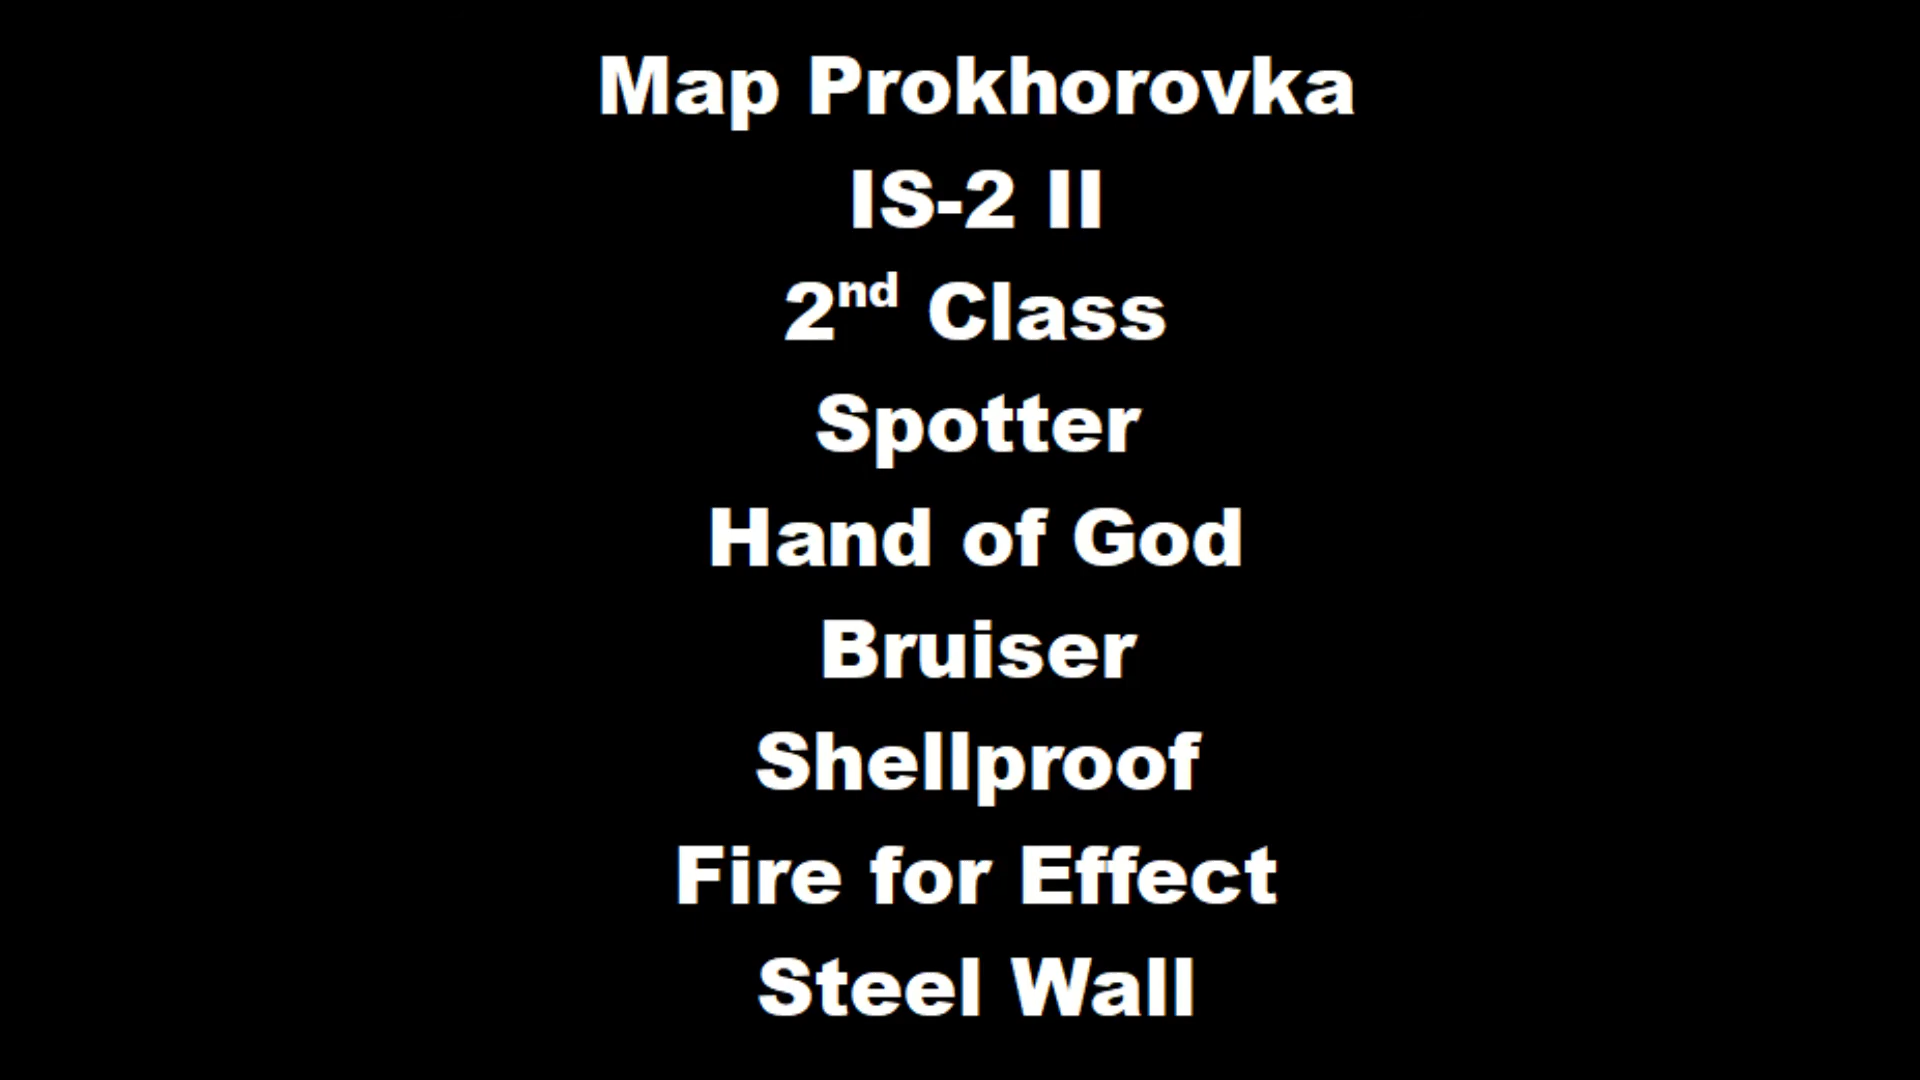 Map Prokhorovka
IS-2 II
2nd Class
Spotter
Hand of God
Bruiser
Shellproof
Fire for Effect
Steel Wall